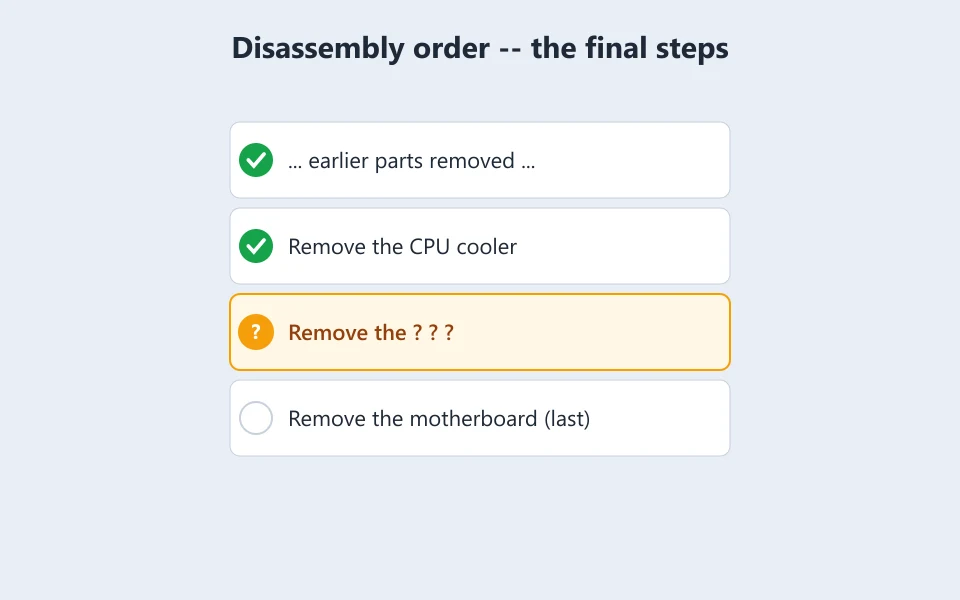 Disassembly order -- the final steps
... earlier parts removed ...
Remove the CPU cooler
?
Remove the ? ? ?
Remove the motherboard (last)